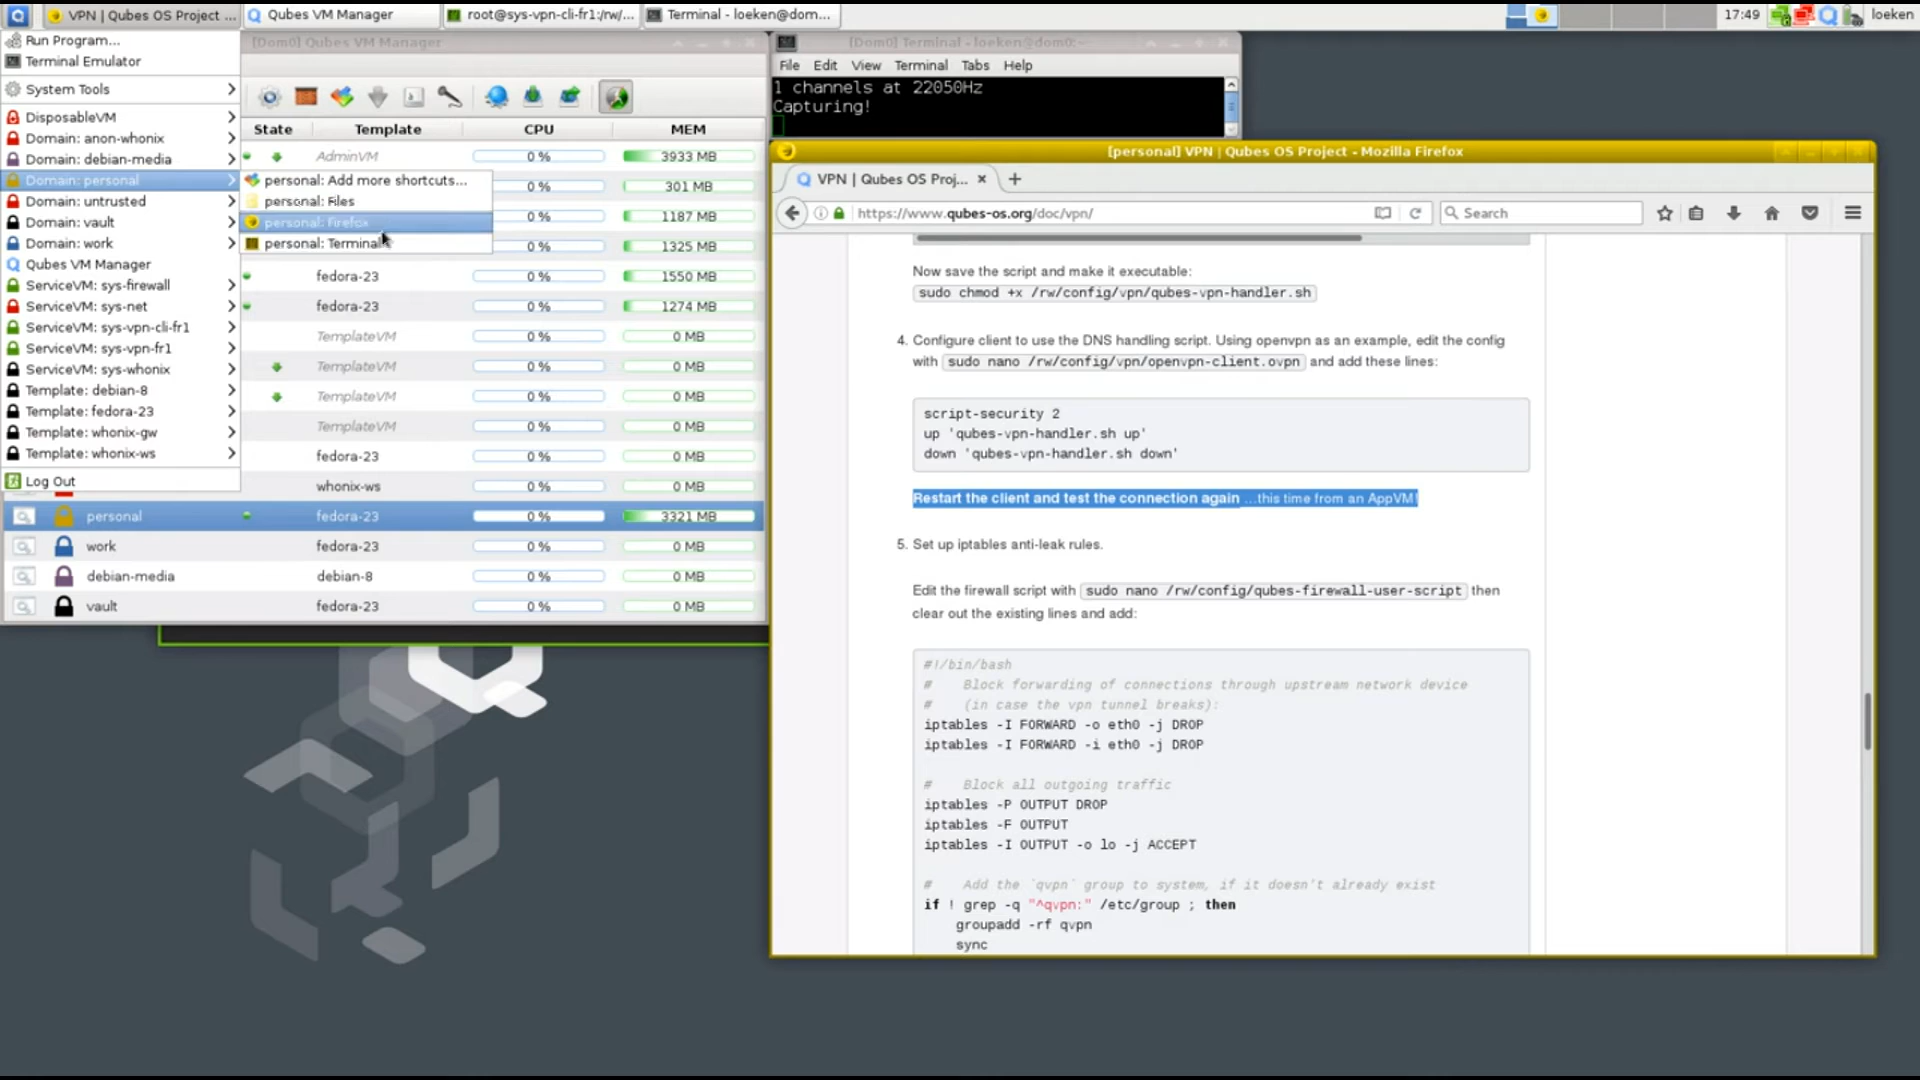 VPN | Qubes OS Project ...
Qubes VM Manager
root@sys-vpn-cli-fr1:/rw/...
Terminal - loeken@dom...
17:49
loeken
Run Program...
Terminal Emulator
System Tools
DisposableVM
Domain: anon-whonix
Domain: debian-media
Domain: personal
Domain: untrusted
Domain: vault
Domain: work
Qubes VM Manager
ServiceVM: sys-firewall
ServiceVM: sys-net
ServiceVM: sys-vpn-cli-fr1
ServiceVM: sys-vpn-fr1
ServiceVM: sys-whonix
Template: debian-8
Template: fedora-23
Template: whonix-gw
Template: whonix-ws
Log Out
personal: Add more shortcuts...
personal: Files
personal: Firefox
personal: Terminal
[Dom0] Qubes VM Manager
State Template CPU MEM
AdminVM 0 % 3933 MB
0 % 301 MB
0 % 1187 MB
0 % 1325 MB
fedora-23 0 % 1550 MB
fedora-23 0 % 1274 MB
TemplateVM 0 % 0 MB
TemplateVM 0 % 0 MB
TemplateVM 0 % 0 MB
TemplateVM 0 % 0 MB
fedora-23 0 % 0 MB
whonix-ws 0 % 0 MB
personal fedora-23 0 % 3321 MB
work fedora-23 0 % 0 MB
debian-media debian-8 0 % 0 MB
vault fedora-23 0 % 0 MB
[Dom0] Terminal - loeken@dom0:~
File Edit View Terminal Tabs Help
1 channels at 22050Hz
Capturing!
[personal] VPN | Qubes OS Project - Mozilla Firefox
VPN | Qubes OS Proj...
https://www.qubes-os.org/doc/vpn/
Search
Now save the script and make it executable:
sudo chmod +x /rw/config/vpn/qubes-vpn-handler.sh
4. Configure client to use the DNS handling script. Using openvpn as an example, edit the config
with sudo nano /rw/config/vpn/openvpn-client.ovpn and add these lines:
script-security 2
up 'qubes-vpn-handler.sh up'
down 'qubes-vpn-handler.sh down'
Restart the client and test the connection again ...this time from an AppVM!
5. Set up iptables anti-leak rules.
Edit the firewall script with sudo nano /rw/config/qubes-firewall-user-script then
clear out the existing lines and add:
#!/bin/bash
#    Block forwarding of connections through upstream network device
#    (in case the vpn tunnel breaks):
iptables -I FORWARD -o eth0 -j DROP
iptables -I FORWARD -i eth0 -j DROP
#    Block all outgoing traffic
iptables -P OUTPUT DROP
iptables -F OUTPUT
iptables -I OUTPUT -o lo -j ACCEPT
#    Add the `qvpn` group to system, if it doesn't already exist
if ! grep -q "^qvpn:" /etc/group ; then
groupadd -rf qvpn
sync